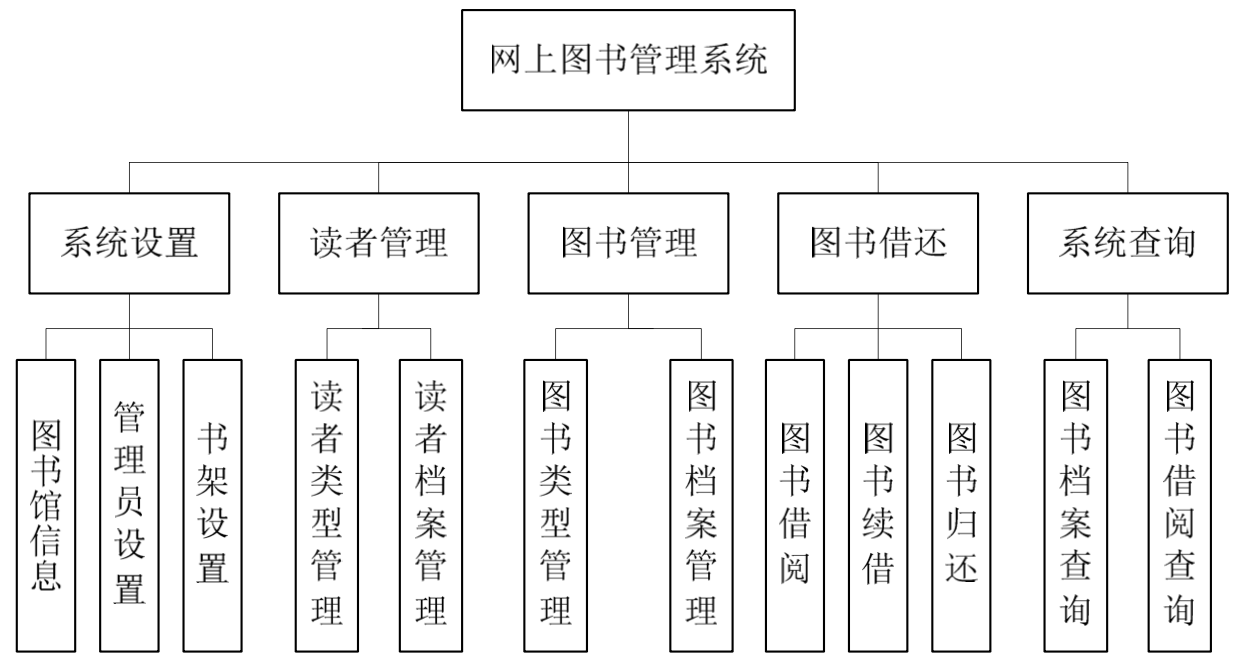 网上图书管理系统
系统设置
读者管理
图书管理
图书借还
系统查询
图书馆信息
管理员设置
书架设置
读者类型管理
读者档案管理
图书类型管理
图书档案管理
图书借阅
图书续借
图书归还
图书档案查询
图书借阅查询